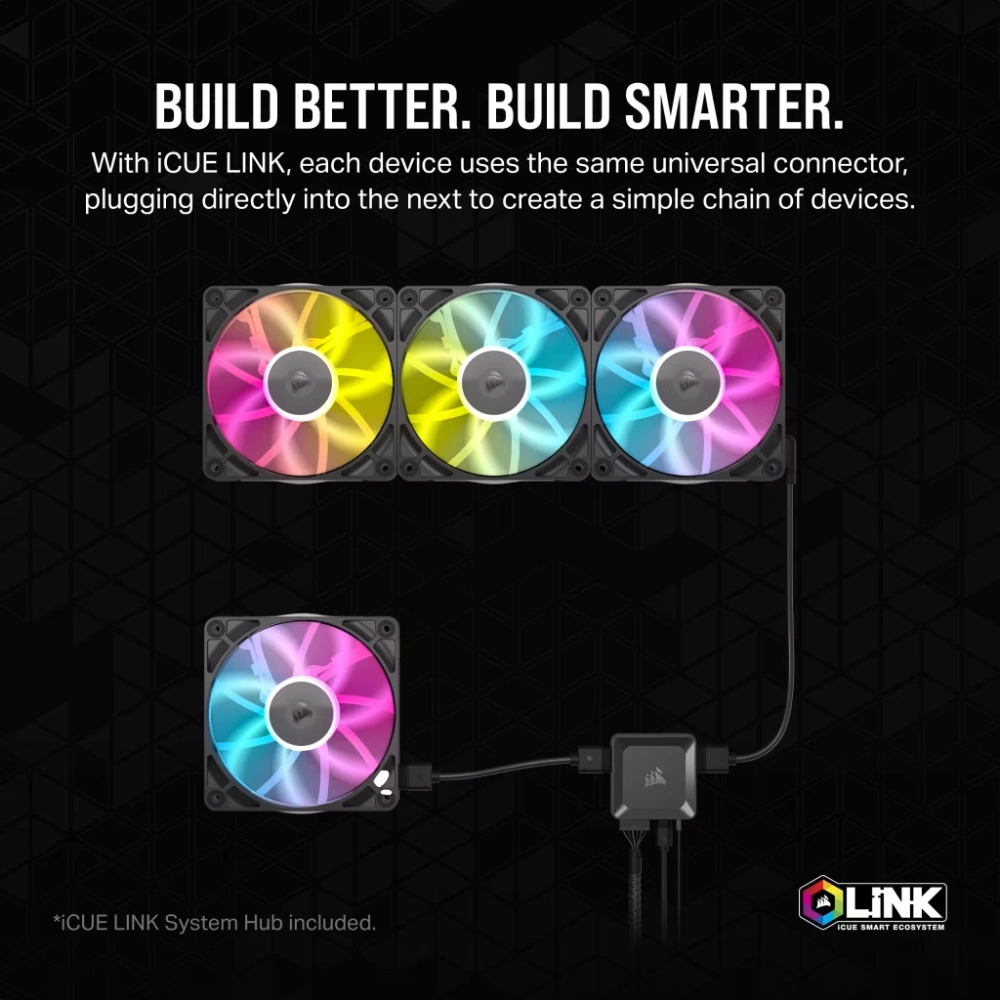 BUILD BETTER. BUILD SMARTER.
With iCUE LINK, each device uses the same universal connector,
plugging directly into the next to create a simple chain of devices.
*iCUE LINK System Hub included.
LiNK
iCUE SMART ECOSYSTEM